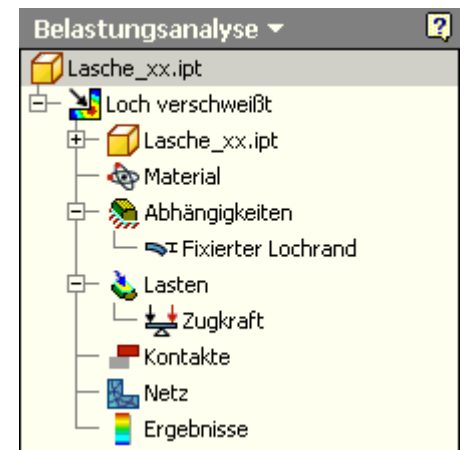 Belastungsanalyse
Lasche_xx.ipt
Loch verschweißt
Lasche_xx.ipt
Material
Abhängigkeiten
Fixierter Lochrand
Lasten
Zugkraft
Kontakte
Netz
Ergebnisse